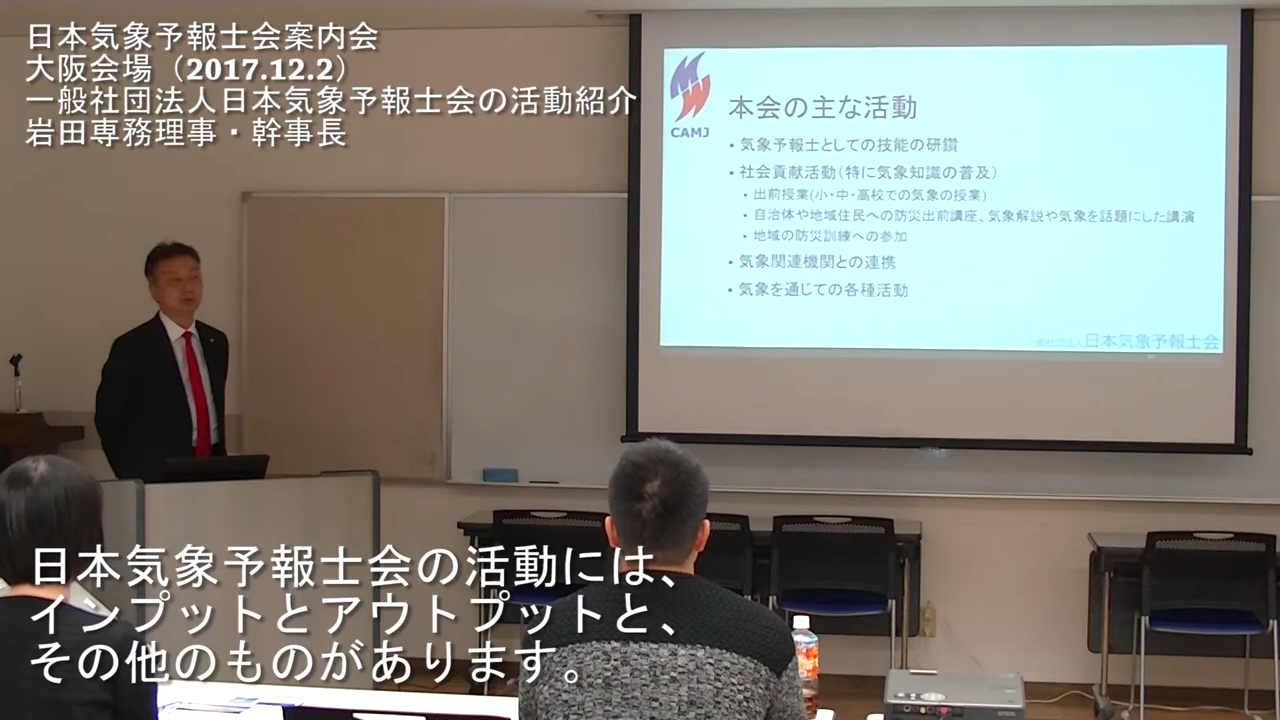 日本気象予報士会案内会
大阪会場（2017.12.2）
一般社団法人日本気象予報士会の活動紹介
岩田専務理事・幹事長
CAMJ
本会の主な活動
・気象予報士としての技能の研鑽
・社会貢献活動（特に気象知識の普及）
・出前授業(小・中・高校での気象の授業)
・自治体や地域住民への防災出前講座、気象解説や気象を話題にした講演
・地域の防災訓練への参加
・気象関連機関との連携
・気象を通じての各種活動
一般社団法人日本気象予報士会
日本気象予報士会の活動には、
インプットとアウトプットと、
その他のものがあります。
EPSON